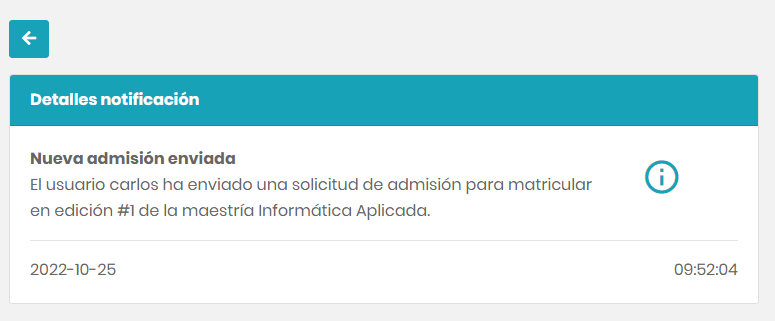 Detalles notificación
Nueva admisión enviada
El usuario carlos ha enviado una solicitud de admisión para matricular
en edición #1 de la maestría Informática Aplicada.
2022-10-25 09:52:04